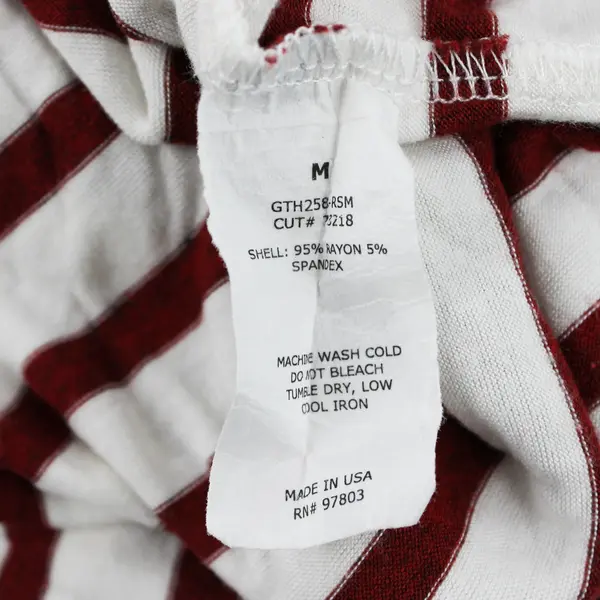 M
GTH258-RSM
CUT# 218
SHELL: 95% RAYON 5%
SPANDEX
MACHINE WASH COLD
DO NOT BLEACH
TUMBLE DRY, LOW
COOL IRON
MADE IN USA
RN# 97803